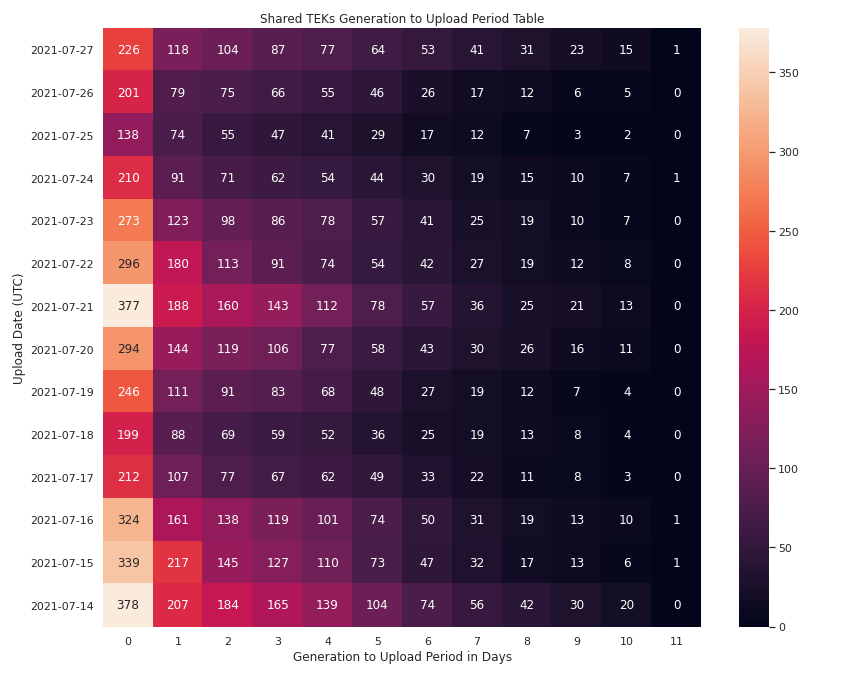 Shared TEKs Generation to Upload Period Table
Upload Date (UTC)
2021-07-27 226 118 104 87 77 64 53 41 31 23 15 1
2021-07-26 201 79 75 66 55 46 26 17 12 6 5 0
2021-07-25 138 74 55 47 41 29 17 12 7 3 2 0
2021-07-24 210 91 71 62 54 44 30 19 15 10 7 1
2021-07-23 273 123 98 86 78 57 41 25 19 10 7 0
2021-07-22 296 180 113 91 74 54 42 27 19 12 8 0
2021-07-21 377 188 160 143 112 78 57 36 25 21 13 0
2021-07-20 294 144 119 106 77 58 43 30 26 16 11 0
2021-07-19 246 111 91 83 68 48 27 19 12 7 4 0
2021-07-18 199 88 69 59 52 36 25 19 13 8 4 0
2021-07-17 212 107 77 67 62 49 33 22 11 8 3 0
2021-07-16 324 161 138 119 101 74 50 31 19 13 10 1
2021-07-15 339 217 145 127 110 73 47 32 17 13 6 1
2021-07-14 378 207 184 165 139 104 74 56 42 30 20 0
0 1 2 3 4 5 6 7 8 9 10 11
Generation to Upload Period in Days
350
300
250
200
150
100
50
0